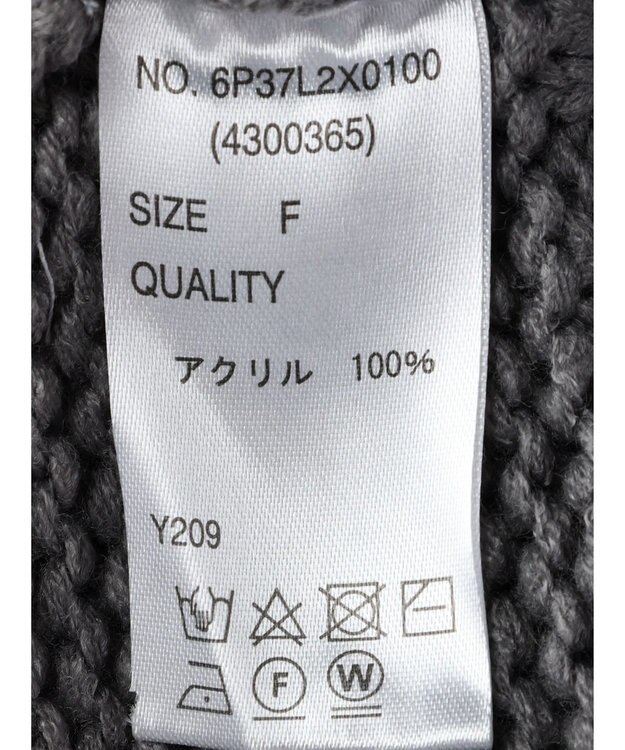 NO. 6P37L2X0100
(4300365)
SIZE F
QUALITY
アクリル 100%
Y209
F W